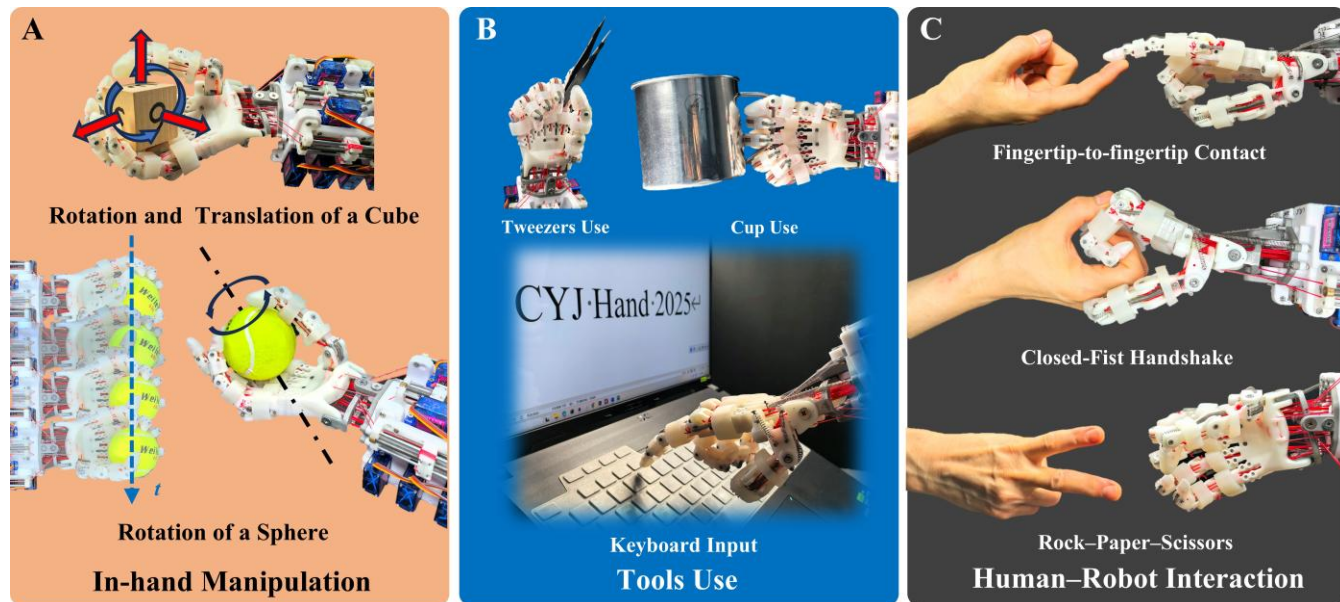 A
Rotation and Translation of a Cube
t
Rotation of a Sphere
In-hand Manipulation
B
Tweezers Use
Cup Use
CYJ·Hand·2025↵
Keyboard Input
Tools Use
C
Fingertip-to-fingertip Contact
Closed-Fist Handshake
Rock–Paper–Scissors
Human–Robot Interaction